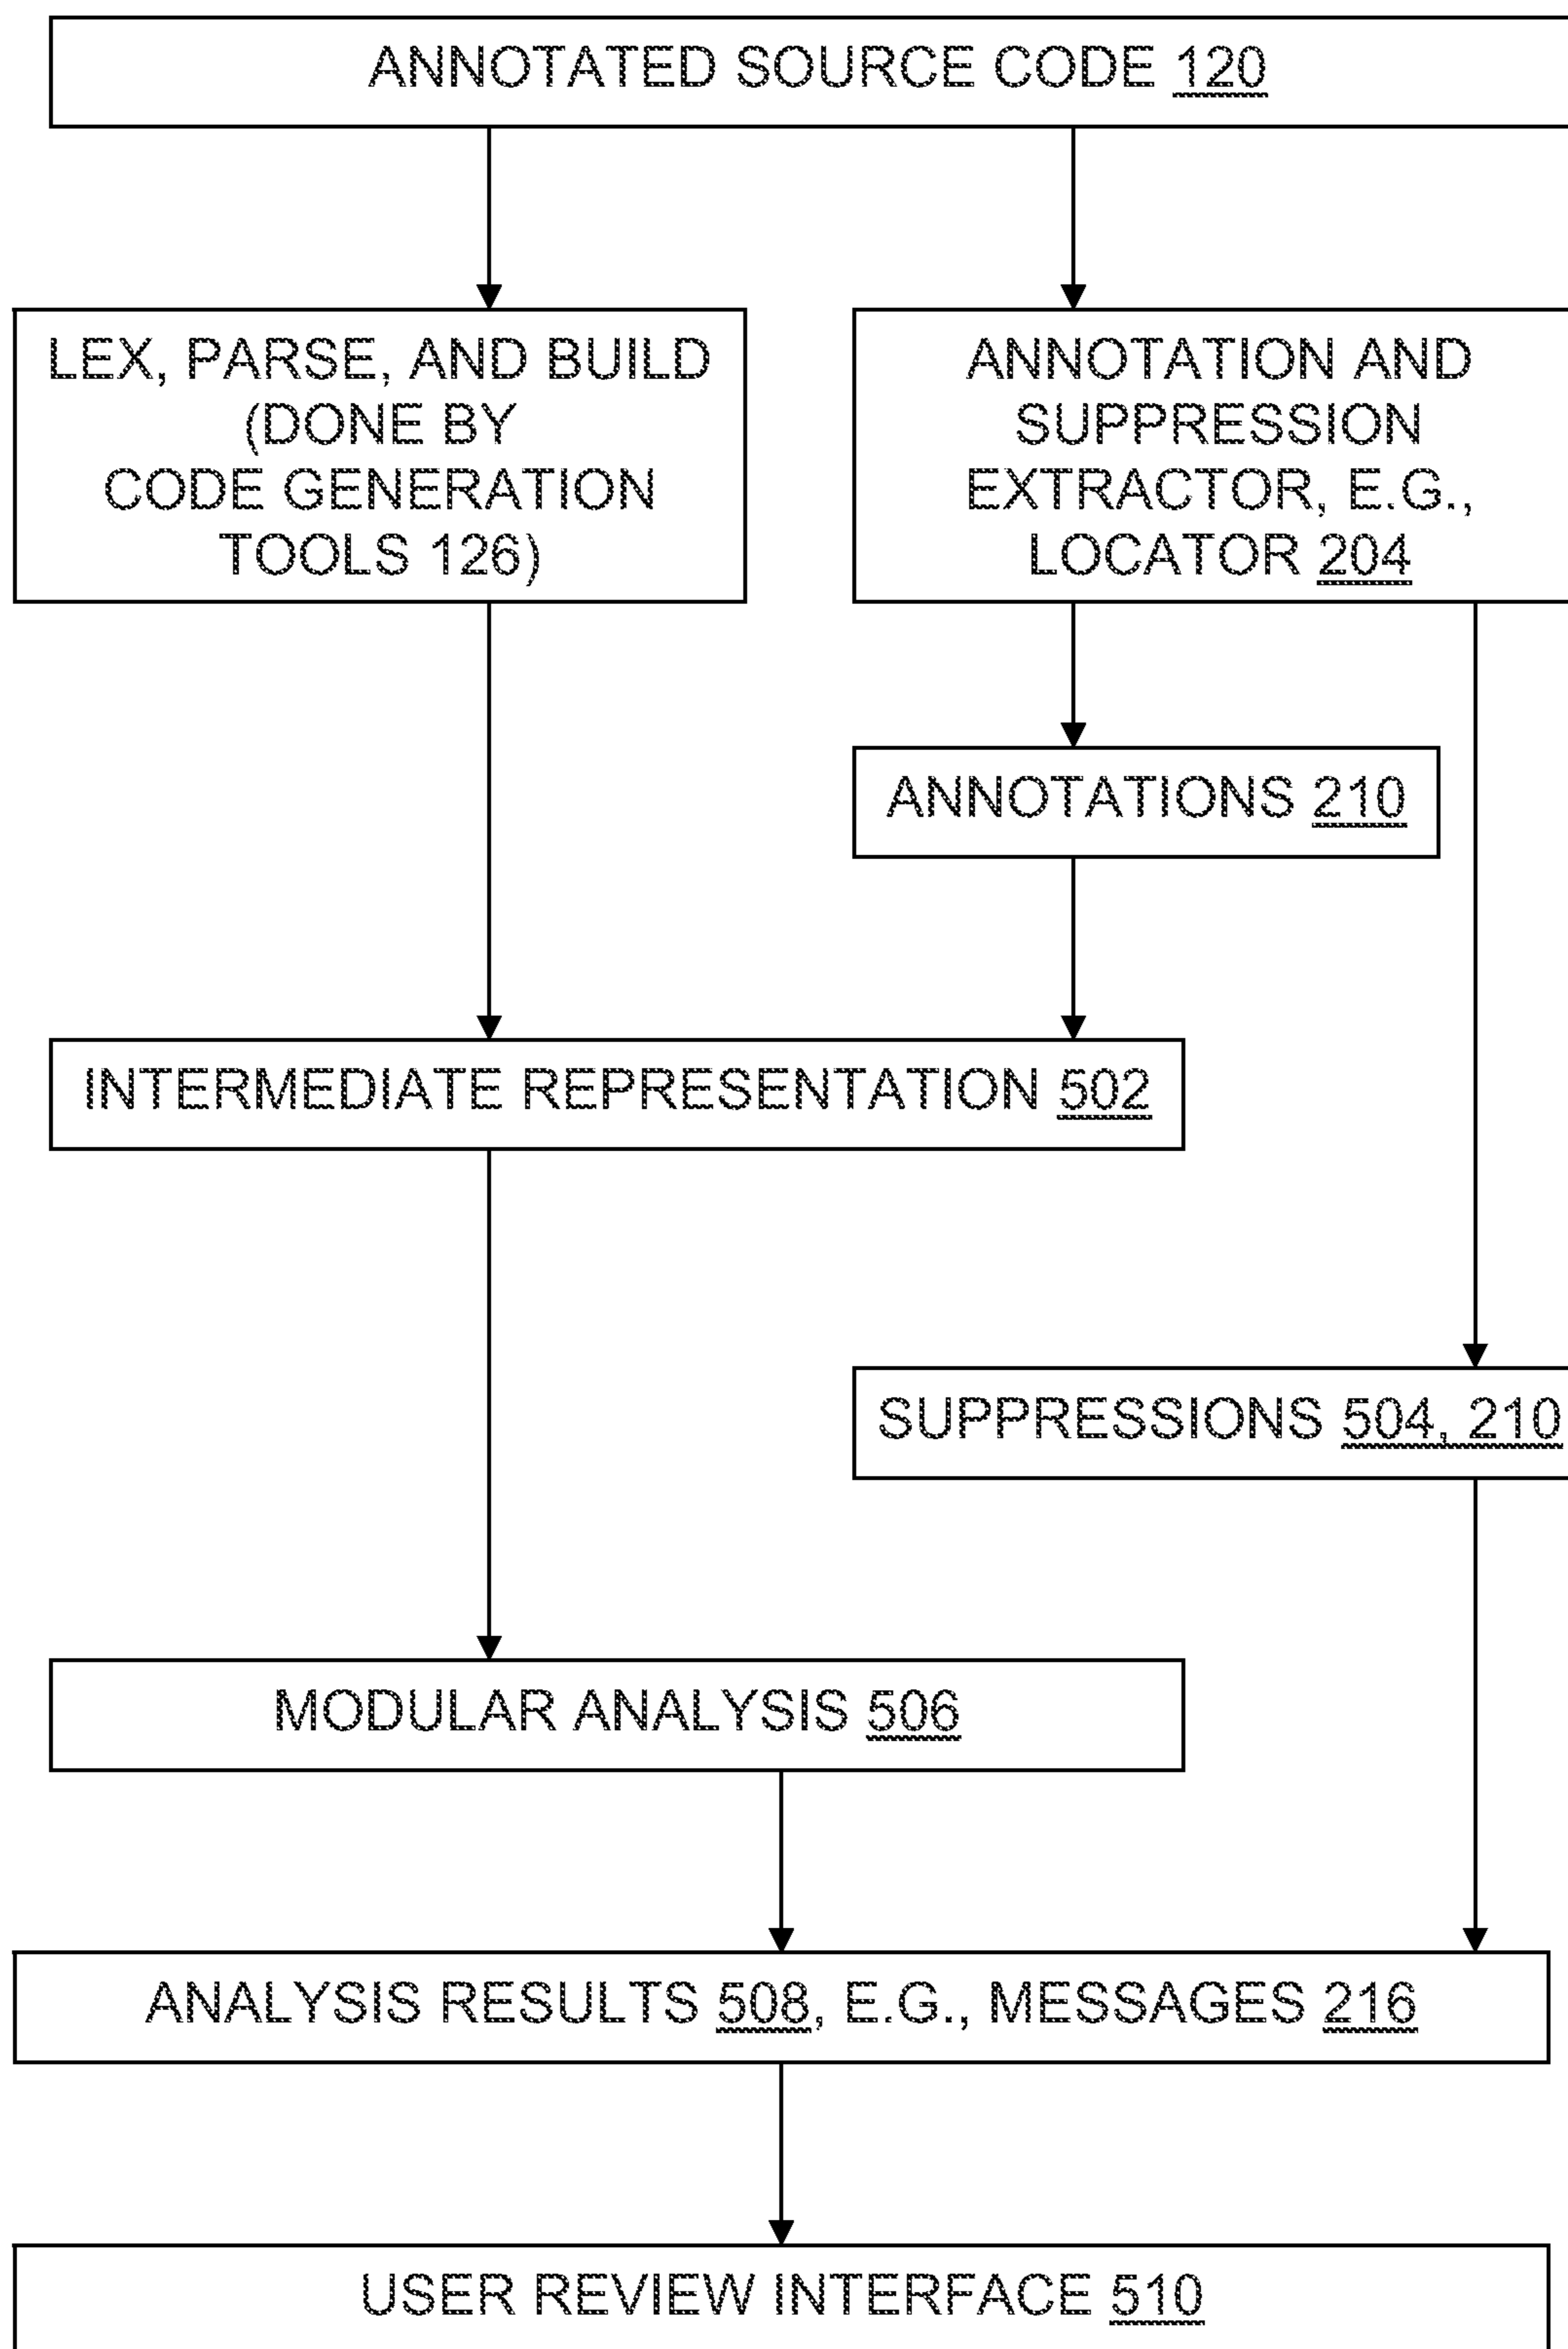 ANNOTATED SOURCE CODE 120
LEX, PARSE, AND BUILD
(DONE BY
CODE GENERATION
TOOLS 126)
ANNOTATION AND
SUPPRESSION
EXTRACTOR, E.G.,
LOCATOR 204
ANNOTATIONS 210
INTERMEDIATE REPRESENTATION 502
SUPPRESSIONS 504, 210
MODULAR ANALYSIS 506
ANALYSIS RESULTS 508, E.G., MESSAGES 216
USER REVIEW INTERFACE 510